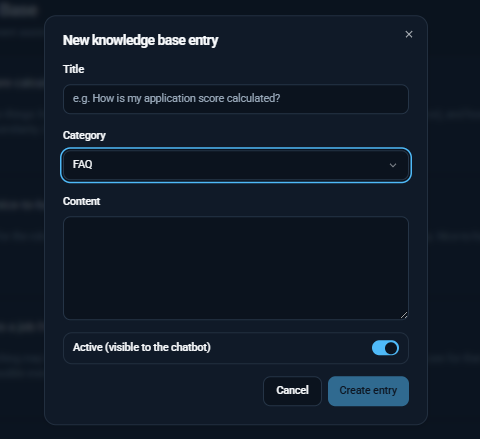 Base
New knowledge base entry
Title
e.g. How is my application score calculated?
Category
FAQ
Content
Active (visible to the chatbot)
Cancel
Create entry